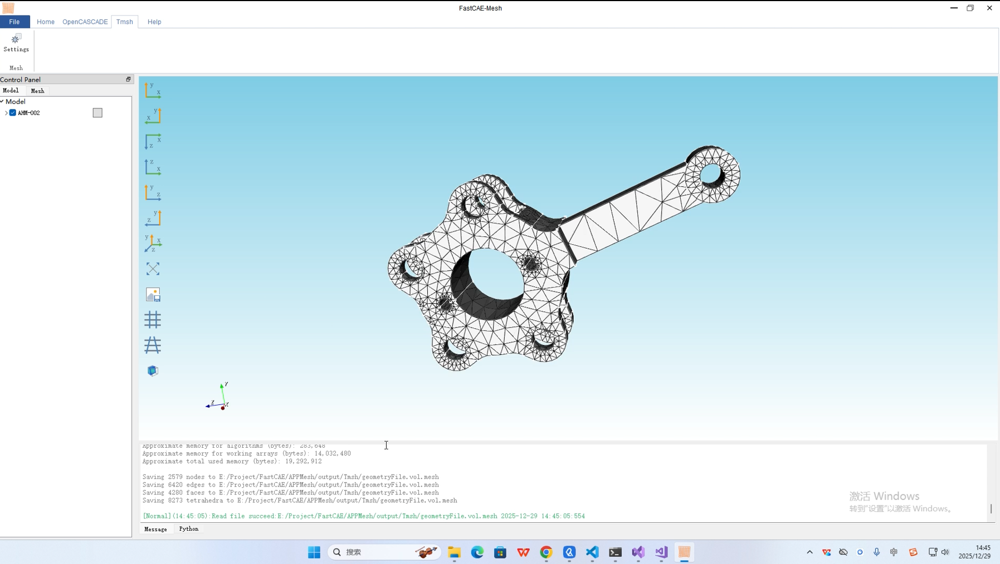 FastCAE-Mesh
File Home OpenCASCADE Tmsh Help
Settings
Mesh
Control Panel
Model Mesh
Model
AHM-002
y x
y x
x z
z x
y z
y z
y x z
Y
Z X
Approximate memory for algorithms (bytes): 283,648
Approximate memory for working arrays (bytes): 14,032,480
Approximate total used memory (bytes): 19,292,912
Saving 2579 nodes to E:/Project/FastCAE/APPMesh/output/Tmsh/geometryFile.vol.mesh
Saving 6420 edges to E:/Project/FastCAE/APPMesh/output/Tmsh/geometryFile.vol.mesh
Saving 4280 faces to E:/Project/FastCAE/APPMesh/output/Tmsh/geometryFile.vol.mesh
Saving 8273 tetrahedra to E:/Project/FastCAE/APPMesh/output/Tmsh/geometryFile.vol.mesh
[Normal](14:45:05):Read file succeed:E:/Project/FastCAE/APPMesh/output/Tmsh/geometryFile.vol.mesh 2025-12-29 14:45:05:554
激活 Windows
转到"设置"以激活 Windows。
Message Python
搜索
中
14:45
2025/12/29